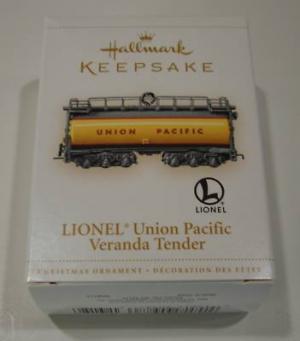 Hallmark
KEEPSAKE
UNION PACIFIC
LIONEL
LIONEL® Union Pacific
Veranda Tender
CHRISTMAS ORNAMENT • DÉCORATION DES FÊTES